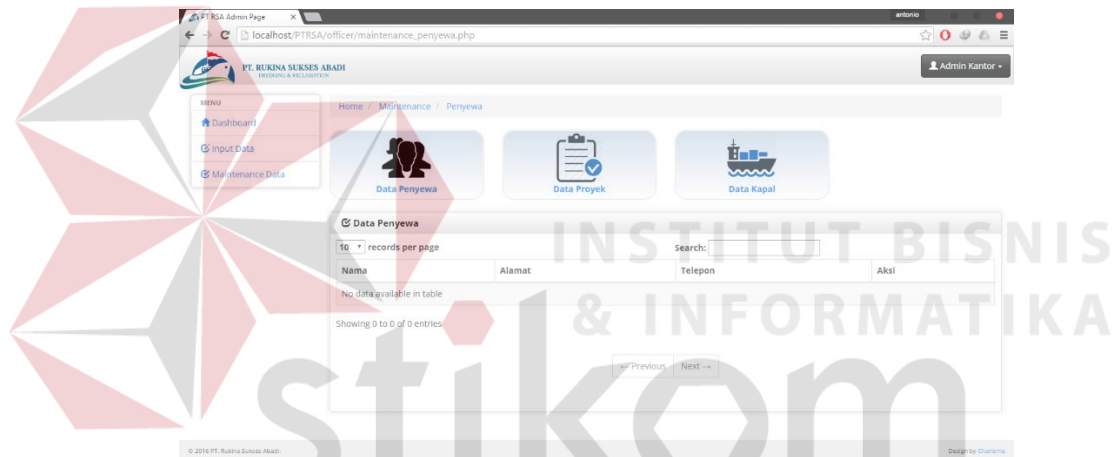 PT RSA Admin Page
antonio
localhost/PTRSA/officer/maintenance_penyewa.php
PT. RUKINA SUKSES ABADI
DREDGING & RECLAMATION
Admin Kantor
MENU
Dashboard
Input Data
Maintenance Data
Home / Maintenance / Penyewa
Data Penyewa
Data Proyek
Data Kapal
Data Penyewa
10 records per page
Search:
Nama Alamat Telepon Aksi
No data available in table
Showing 0 to 0 of 0 entries
← Previous Next →
© 2016 PT. Rukina Sukses Abadi.
Design by Charisma
INSTITUT BISNIS
& INFORMATIKA
stikom